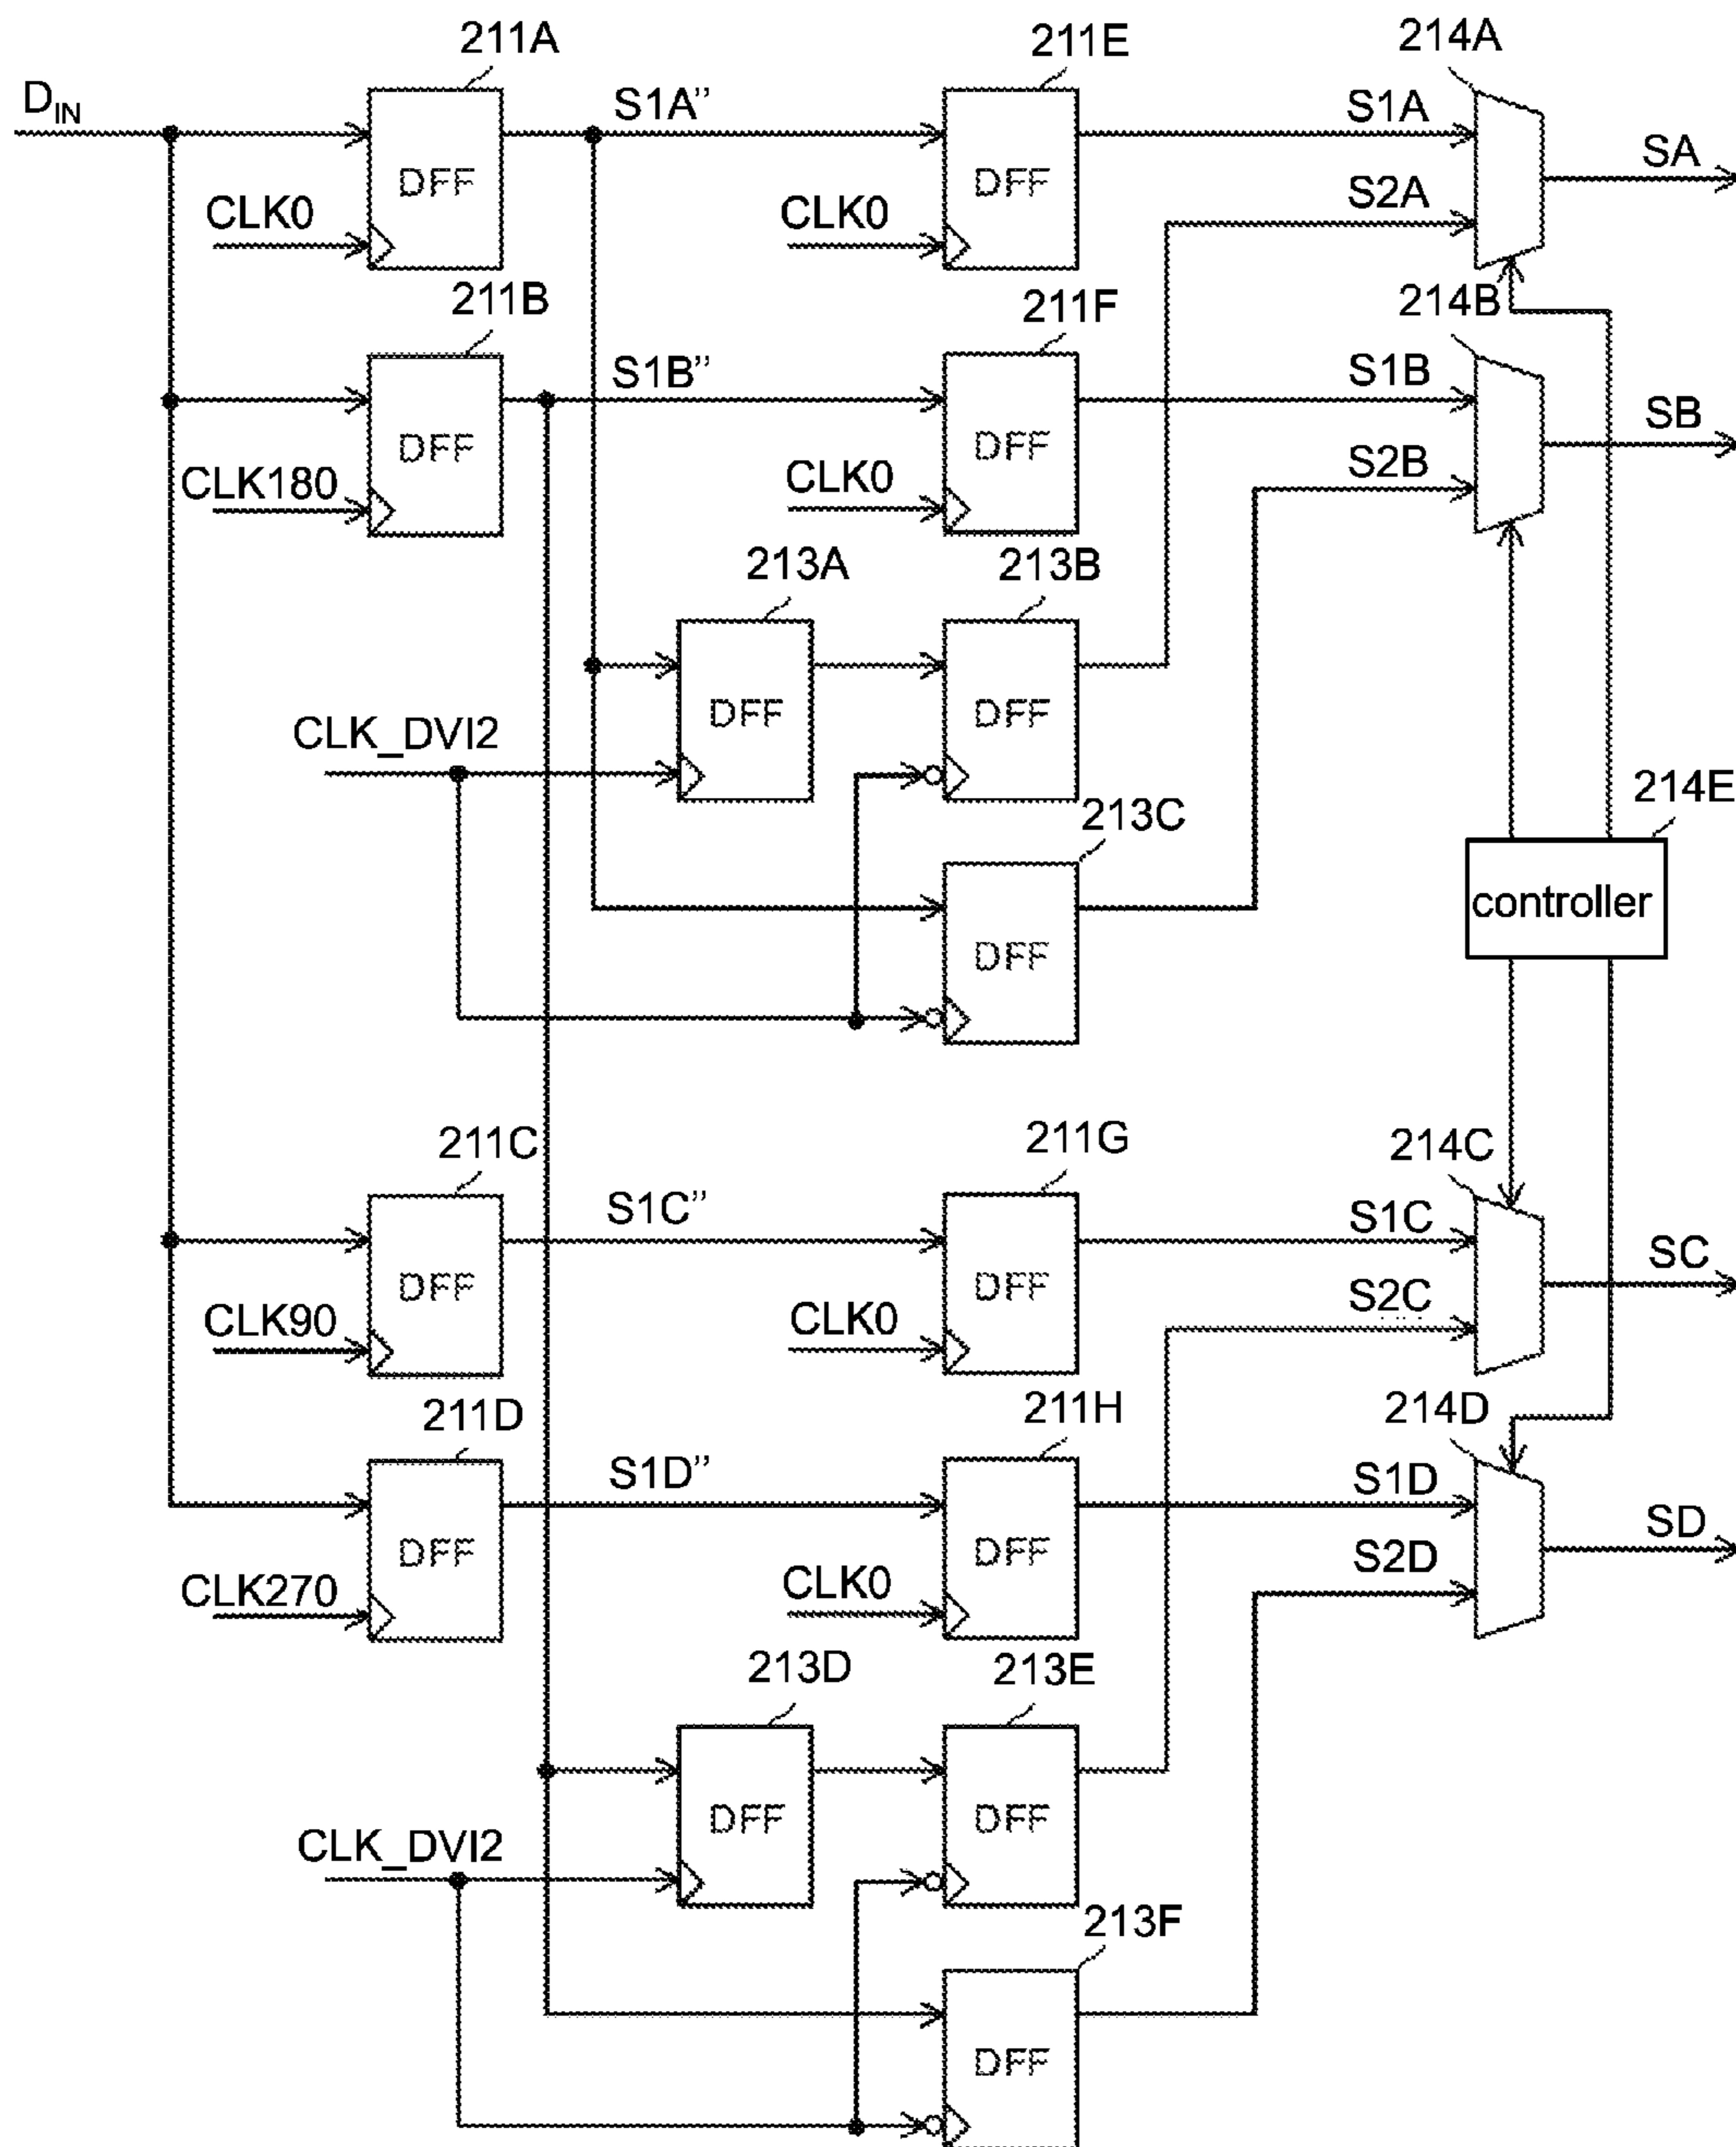 211A
211E
214A
D_IN
S1A”
S1A
DFF
DFF
SA
CLK0
CLK0
S2A
211B
211F
214B
S1B”
S1B
DFF
DFF
SB
CLK180
CLK0
S2B
213A
213B
DFF
DFF
CLK_DVI2
214E
213C
controller
DFF
211C
211G
214C
S1C”
S1C
DFF
DFF
SC
CLK90
CLK0
S2C
211D
211H
214D
S1D”
S1D
DFF
DFF
SD
CLK270
CLK0
S2D
213D
213E
DFF
DFF
CLK_DVI2
213F
DFF